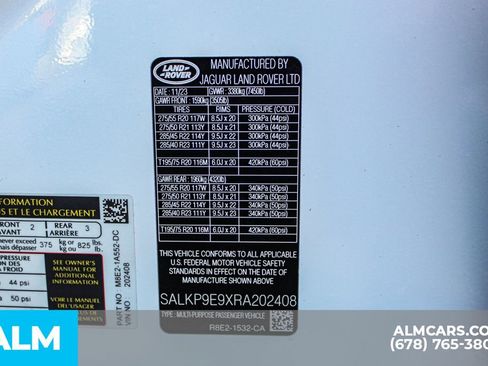 LAND-
ROVER
MANUFACTURED BY
JAGUAR LAND ROVER LTD
DATE : 11/23 GVWR : 3380kg (7450lb)
GAWR FRONT: 1590kg (3505lb)
TIRES RIMS PRESSURE (COLD)
275/55 R20 117W 8.5J x 20 300kPa (44psi)
275/50 R21 113Y 8.5J x 21 300kPa (44psi)
285/45 R22 114Y 9.5J x 22 300kPa (44psi)
285/40 R23 111Y 9.5J x 23 300kPa (44psi)
T195/75 R20 116M 6.0J x 20 420kPa (60psi)
GAWR REAR : 1960kg (4320lb)
275/55 R20 117W 8.5J x 20 340kPa (50psi)
275/50 R21 113Y 8.5J x 21 340kPa (50psi)
285/45 R22 114Y 9.5J x 22 340kPa (50psi)
285/40 R23 111Y 9.5J x 23 340kPa (50psi)
T195/75 R20 116M 6.0J x 20 420kPa (60psi)
THIS VEHICLE CONFORMS TO ALL APPLICABLE
U.S. FEDERAL MOTOR VEHICLE SAFETY
STANDARDS IN EFFECT ON THE DATE OF
MANUFACTURE SHOWN ABOVE.
SALKP9E9XRA202408
TYPE : MULTI-PURPOSE PASSENGER VEHICLE
R8E2-1532-CA
INFORMATION
ET LE CHARGEMENT
FRONT 2 REAR 3
AVANT ARRIÈRE
never exceed 375 kg or 825 lbs.
SEE OWNER'S
MANUAL FOR
ADDITIONAL
INFORMATION
44 psi
VOIR LE MANUEL
DE L'USAGER
50 psi
M8E2-1A552-DC
202408
ALM
ALMCARS.COM
(678) 765-380